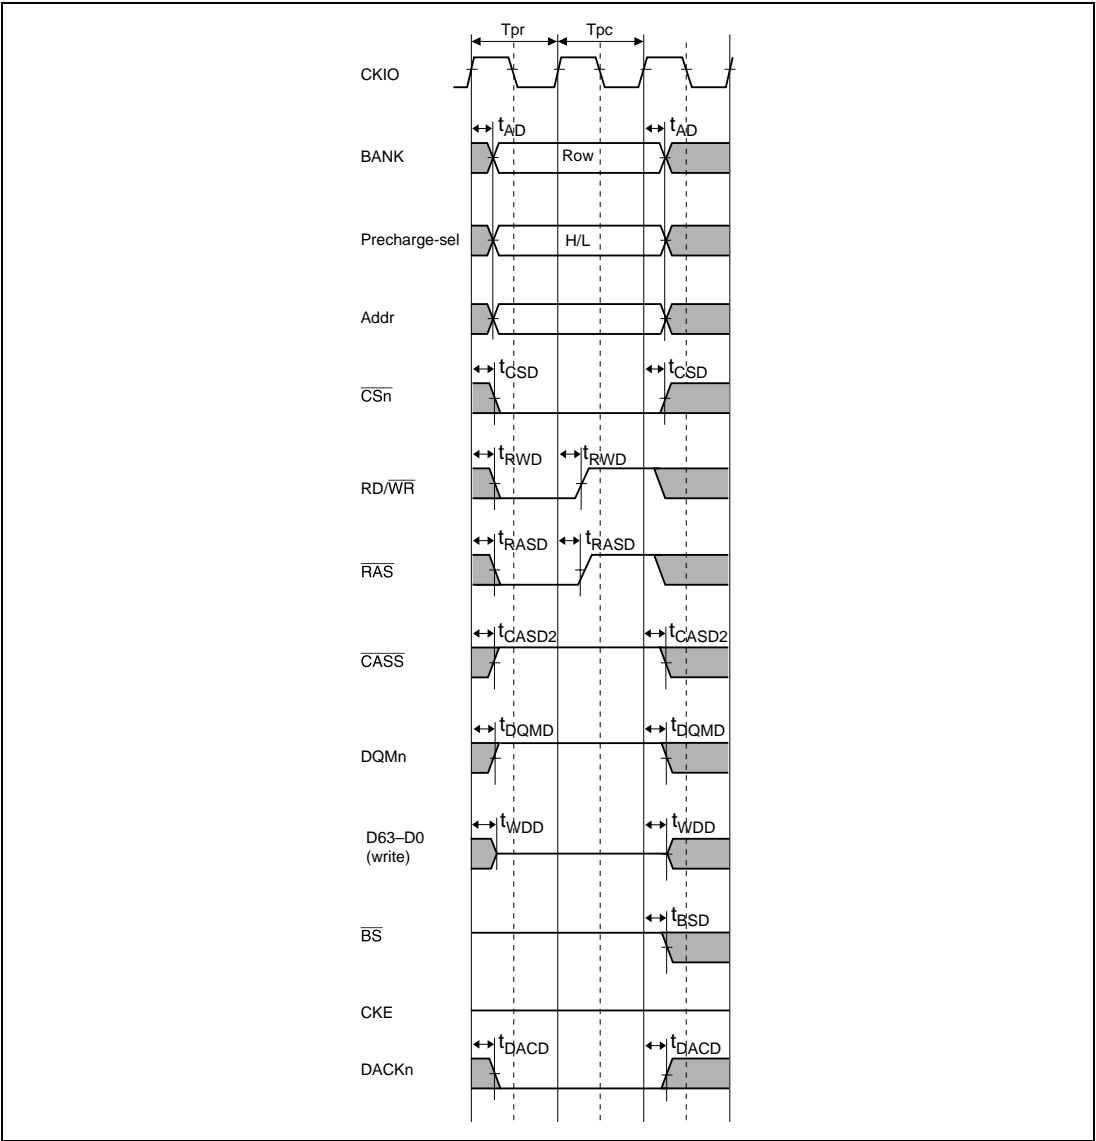 Tpr Tpc
CKIO
tAD tAD
BANK Row
Precharge-sel H/L
Addr
tCSD tCSD
CSn
tRWD tRWD
RD/WR
tRASD tRASD
RAS
tCASD2 tCASD2
CASS
tDQMD tDQMD
DQMn
tWDD tWDD
D63–D0
(write)
tBSD
BS
CKE
tDACD tDACD
DACKn